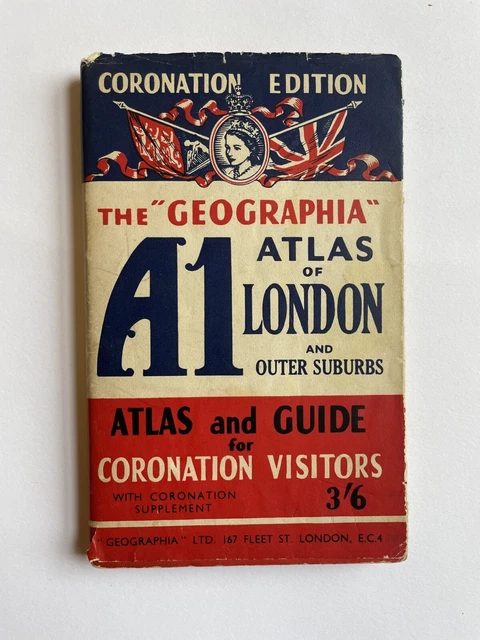 CORONATION EDITION
THE "GEOGRAPHIA"
A1
ATLAS
OF
LONDON
AND
OUTER SUBURBS
ATLAS and GUIDE
for
CORONATION VISITORS
WITH CORONATION
SUPPLEMENT
3'6
"GEOGRAPHIA" LTD. 167 FLEET ST. LONDON, E.C.4